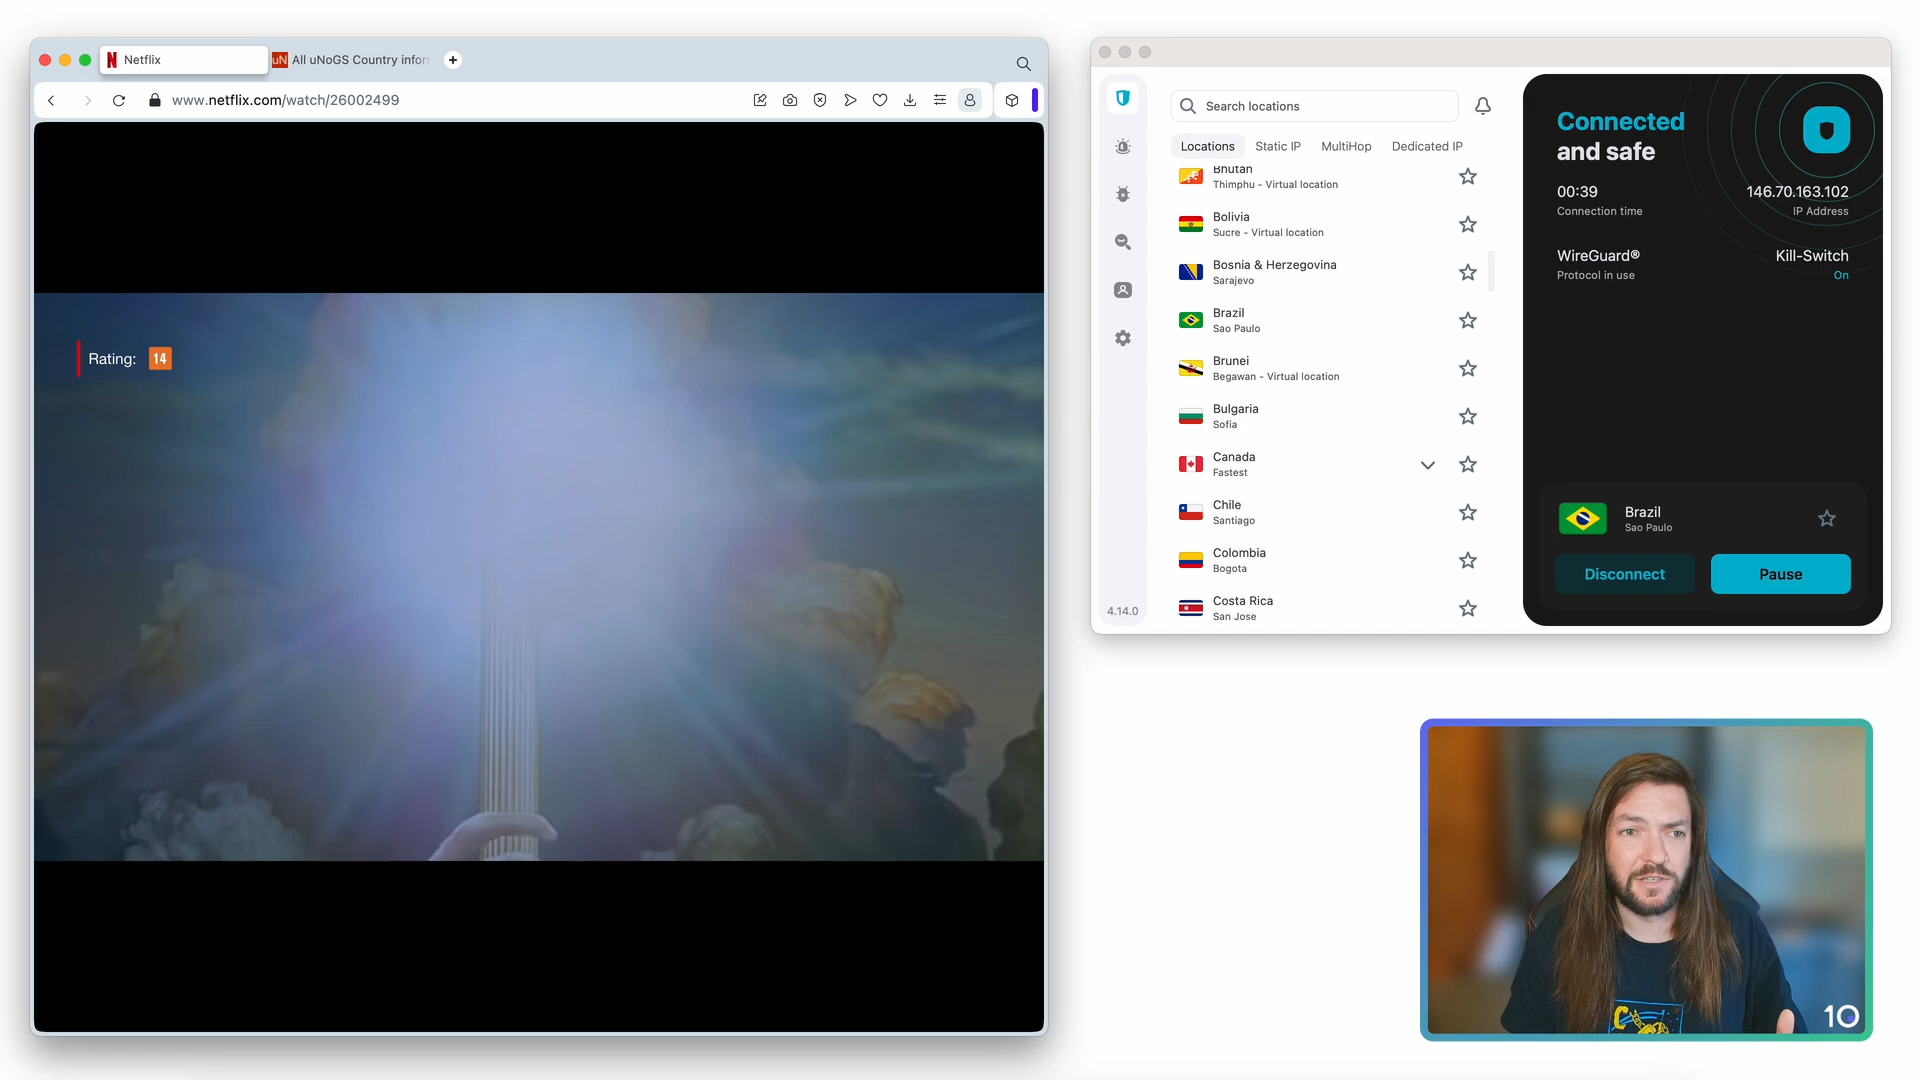 Netflix
uN All uNoGS Country infor
www.netflix.com/watch/26002499
Rating: 14
Search locations
Locations Static IP MultiHop Dedicated IP
Bhutan
Thimphu - Virtual location
Bolivia
Sucre - Virtual location
Bosnia & Herzegovina
Sarajevo
Brazil
Sao Paulo
Brunei
Begawan - Virtual location
Bulgaria
Sofia
Canada
Fastest
Chile
Santiago
Colombia
Bogota
Costa Rica
San Jose
4.14.0
Connected
and safe
00:39 146.70.163.102
Connection time IP Address
WireGuard® Kill-Switch
Protocol in use On
Brazil
Sao Paulo
Disconnect Pause
10